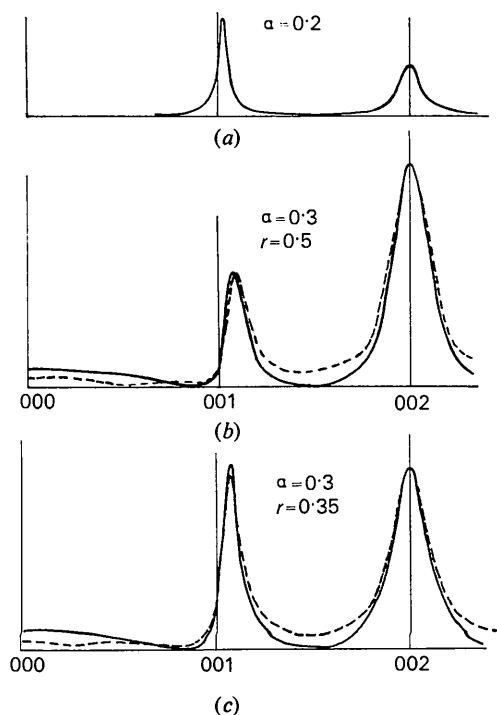 α = 0·2
(a)
α = 0·3
r = 0·5
000 001 002
(b)
α = 0·3
r = 0·35
000 001 002
(c)